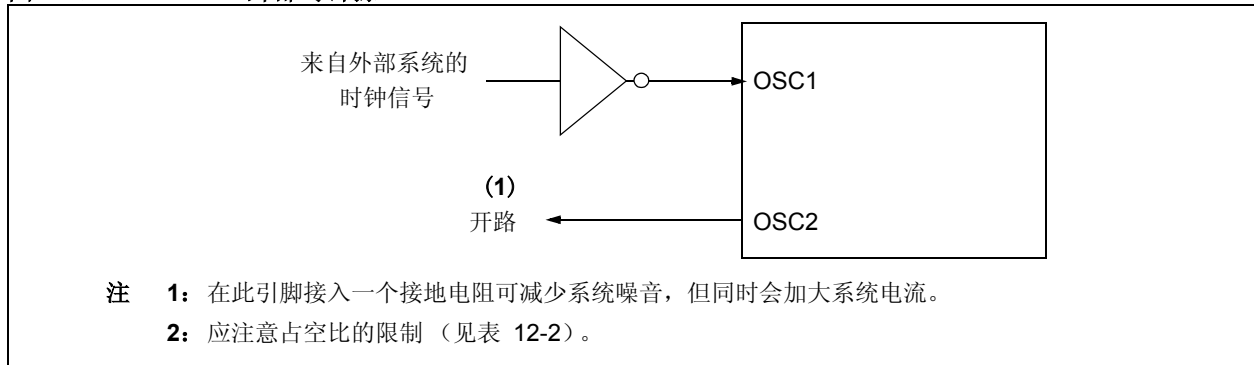 来自外部系统的
时钟信号
OSC1
(1)
开路
OSC2
注 1：在此引脚接入一个接地电阻可减少系统噪音，但同时会加大系统电流。
2：应注意占空比的限制 （见表 12-2）。